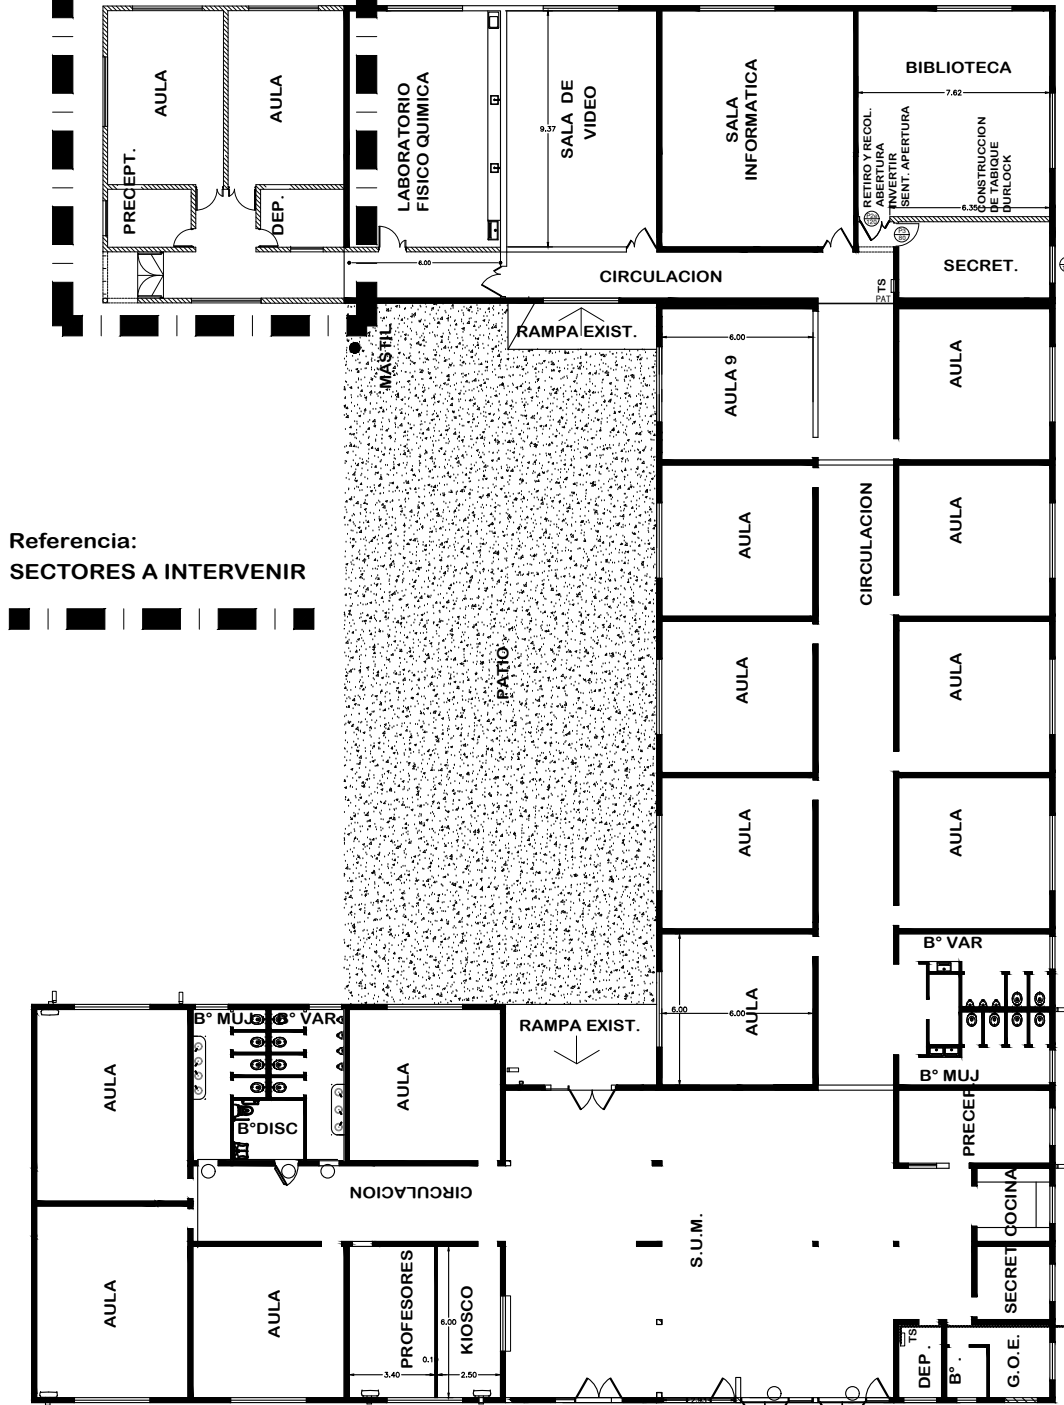 AULA
AULA
PRECEPT.
DEP.
LABORATORIO
FISICO QUIMICA
SALA DE
VIDEO
9.37
SALA
INFORMATICA
BIBLIOTECA
7.62
RETIRO Y RECOL.
ABERTURA
INVERTIR
SENT. APERTURA
CONSTRUCCION
DE TABIQUE
DURLOCK
6.35
SECRET.
6.00
CIRCULACION
TS
PAT
RAMPA EXIST.
MASTIL
6.00
AULA 9
AULA
AULA
CIRCULACION
AULA
Referencia:
SECTORES A INTERVENIR
PATIO
AULA
AULA
AULA
AULA
B° VAR
AULA
6.00
6.00
B° MUJ
B° MUJ
B° VAR
RAMPA EXIST.
AULA
AULA
B°DISC
PRECEP.
CIRCULACION
COCINA
S.U.M.
AULA
AULA
PROFESORES
3.40
KIOSCO
6.00
2.50
SECRET
TS
DEP.
B°.
G.O.E.